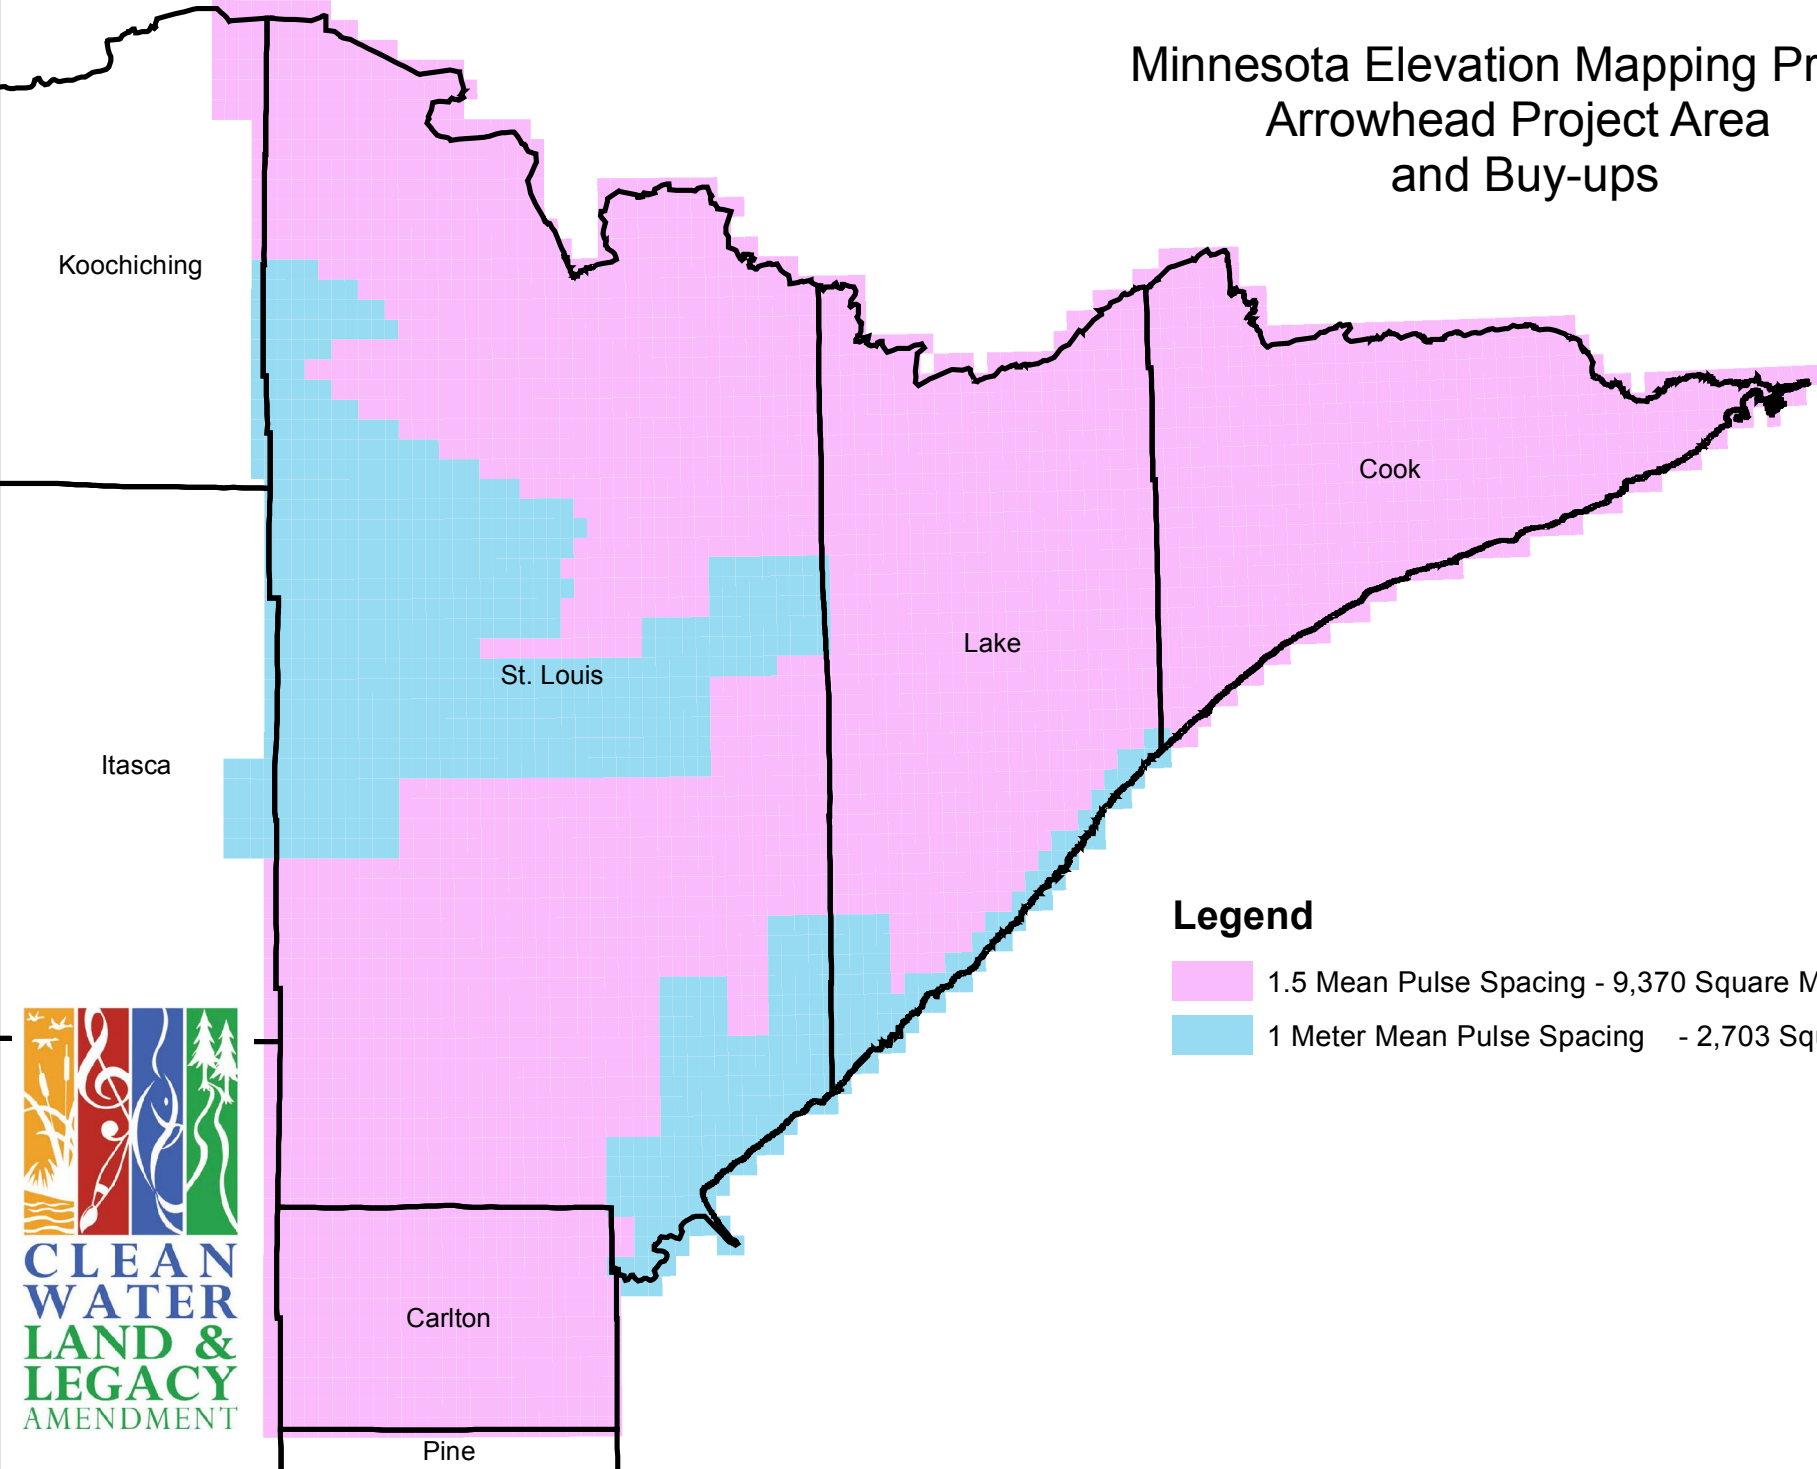 Minnesota Elevation Mapping
Arrowhead Project Area
and Buy-ups
Koochiching
Cook
Lake
St. Louis
Itasca
Legend
1.5 Mean Pulse Spacing - 9,370 Square
1 Meter Mean Pulse Spacing - 2,703
CLEAN
WATER
LAND &
LEGACY
AMENDMENT
Carlton
Pine